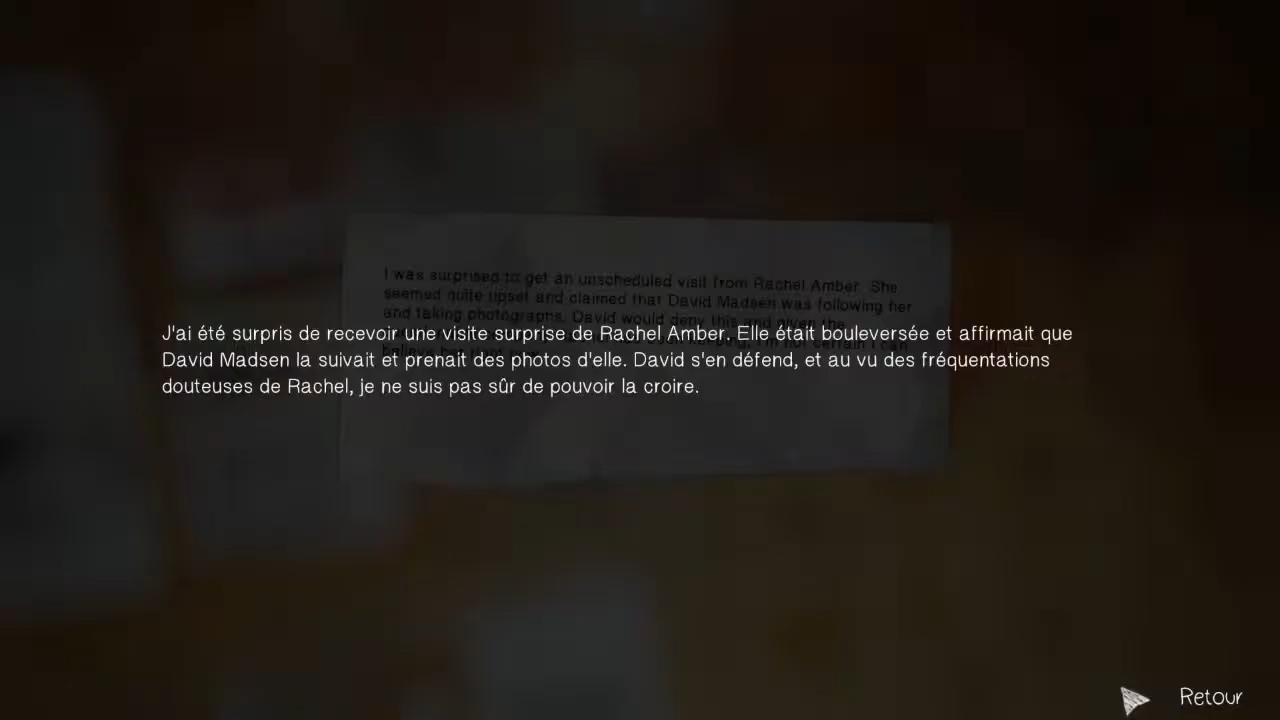 I was surprised to get an unscheduled visit from Rachel Amber. She
seemed quite upset and claimed that David Madsen was following her
and taking photographs. David would deny this and given the
J'ai été surpris de recevoir une visite surprise de Rachel Amber. Elle était bouleversée et affirmait que
David Madsen la suivait et prenait des photos d'elle. David s'en défend, et au vu des fréquentations
douteuses de Rachel, je ne suis pas sûr de pouvoir la croire.
Retour